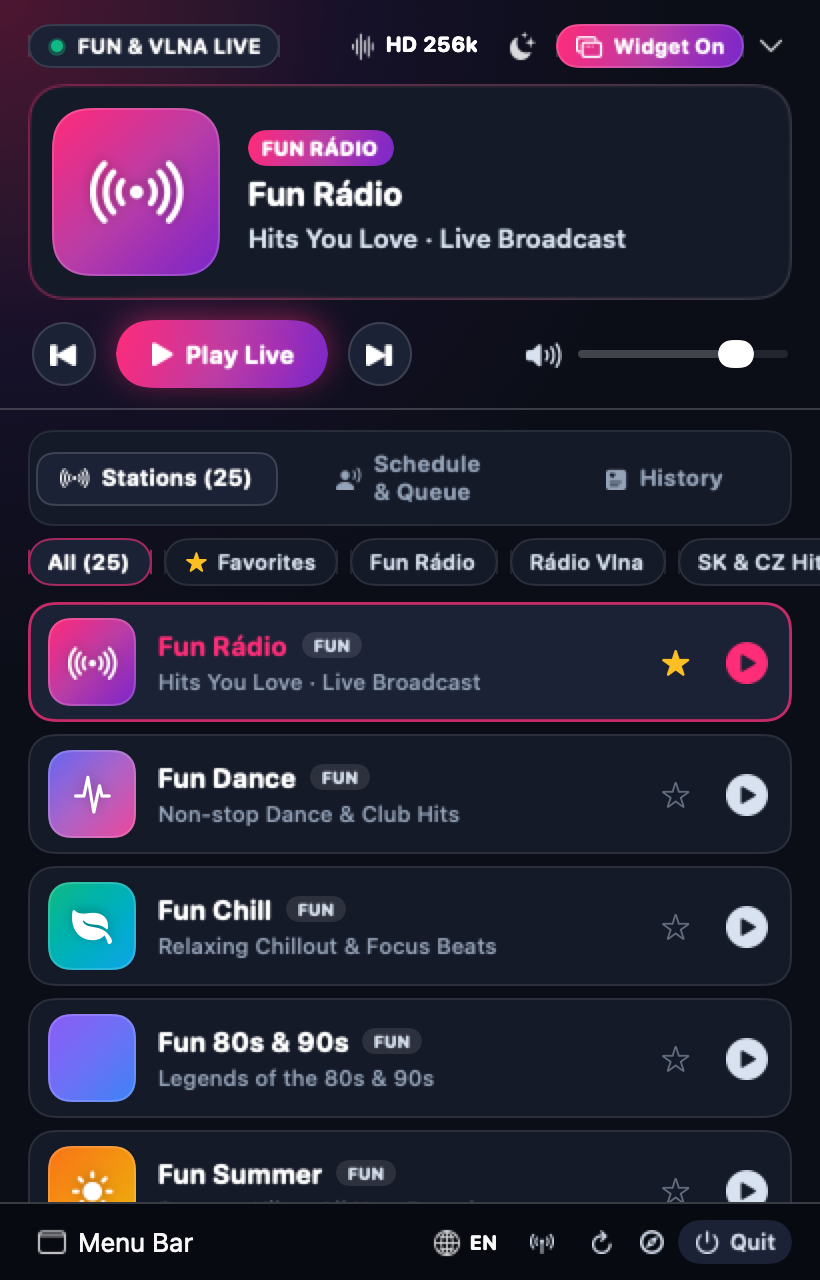 FUN & VLNA LIVE
HD 256k
Widget On
FUN RÁDIO
Fun Rádio
Hits You Love · Live Broadcast
Play Live
Stations (25)
Schedule
& Queue
History
All (25)
Favorites
Fun Rádio
Rádio Vlna
SK & CZ Hit
Fun Rádio FUN
Hits You Love · Live Broadcast
Fun Dance FUN
Non-stop Dance & Club Hits
Fun Chill FUN
Relaxing Chillout & Focus Beats
Fun 80s & 90s FUN
Legends of the 80s & 90s
Fun Summer FUN
Menu Bar
EN
Quit